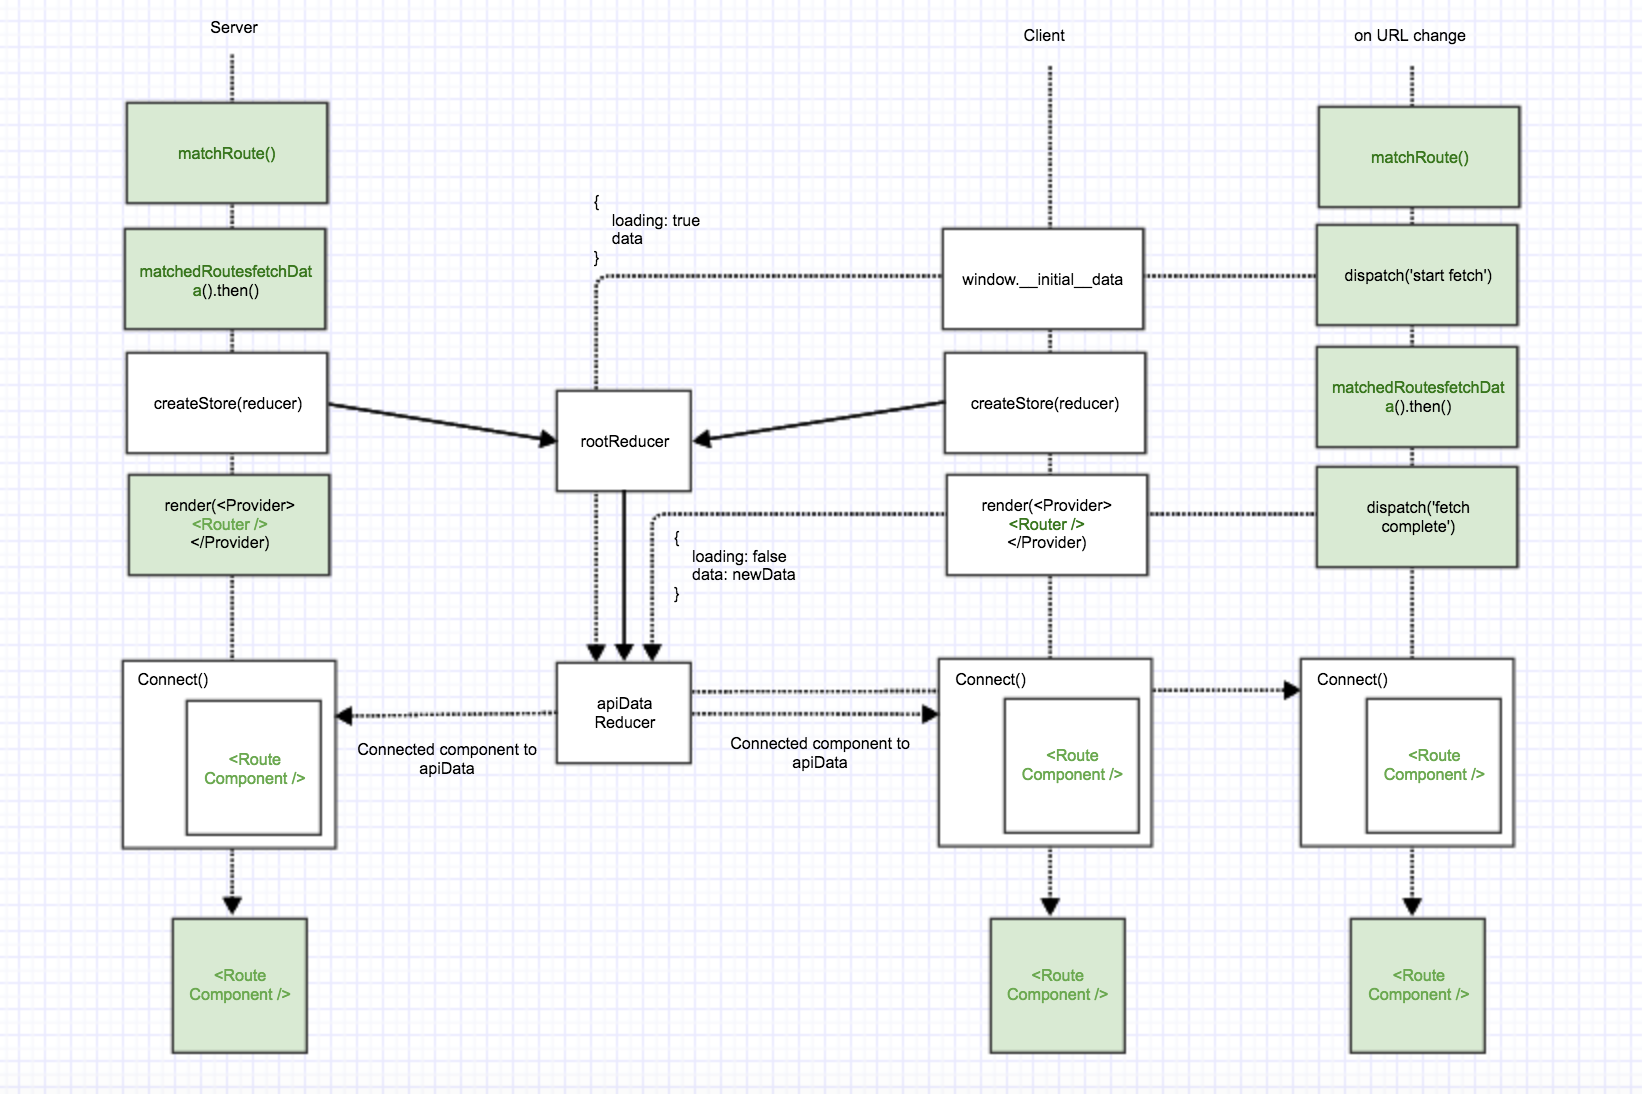 Server
Client
on URL change
matchRoute()
matchRoute()
{
loading: true
data
}
matchedRoutesfetchDat
a().then()
window.__initial__data
dispatch('start fetch')
createStore(reducer)
rootReducer
createStore(reducer)
matchedRoutesfetchDat
a().then()
render(<Provider>
<Router />
</Provider)
{
loading: false
data: newData
}
render(<Provider>
<Router />
</Provider)
dispatch('fetch
complete')
Connect()
<Route
Component />
Connected component to
apiData
apiData
Reducer
Connected component to
apiData
Connect()
<Route
Component />
Connect()
<Route
Component />
<Route
Component />
<Route
Component />
<Route
Component />